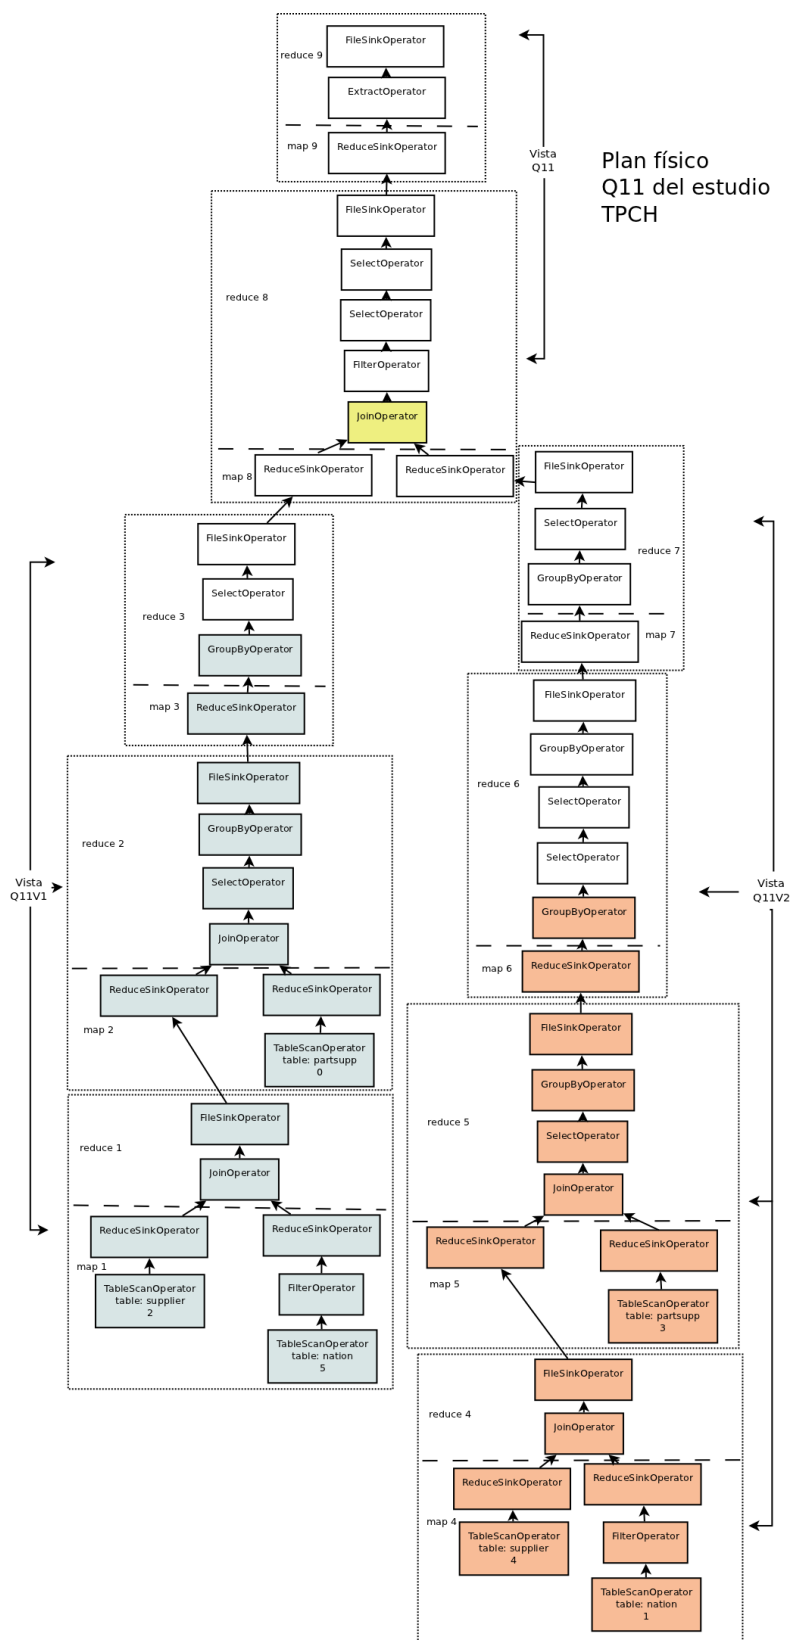 FileSinkOperator
reduce 9
ExtractOperator
map 9
ReduceSinkOperator
Vista
Q11
Plan físico
Q11 del estudio
TPCH
FileSinkOperator
SelectOperator
reduce 8
SelectOperator
FilterOperator
JoinOperator
map 8
ReduceSinkOperator
ReduceSinkOperator
FileSinkOperator
SelectOperator
reduce 7
GroupByOperator
ReduceSinkOperator
map 7
FileSinkOperator
SelectOperator
reduce 3
GroupByOperator
map 3
ReduceSinkOperator
FileSinkOperator
GroupByOperator
reduce 6
SelectOperator
SelectOperator
GroupByOperator
map 6
ReduceSinkOperator
Vista
Q11V2
FileSinkOperator
GroupByOperator
reduce 2
SelectOperator
JoinOperator
Vista
Q11V1
ReduceSinkOperator
ReduceSinkOperator
map 2
TableScanOperator
table: partsupp
0
FileSinkOperator
GroupByOperator
reduce 5
SelectOperator
JoinOperator
ReduceSinkOperator
ReduceSinkOperator
map 5
TableScanOperator
table: partsupp
3
FileSinkOperator
reduce 1
JoinOperator
ReduceSinkOperator
ReduceSinkOperator
map 1
TableScanOperator
table: supplier
2
FilterOperator
TableScanOperator
table: nation
5
FileSinkOperator
reduce 4
JoinOperator
ReduceSinkOperator
ReduceSinkOperator
map 4
TableScanOperator
table: supplier
4
FilterOperator
TableScanOperator
table: nation
1